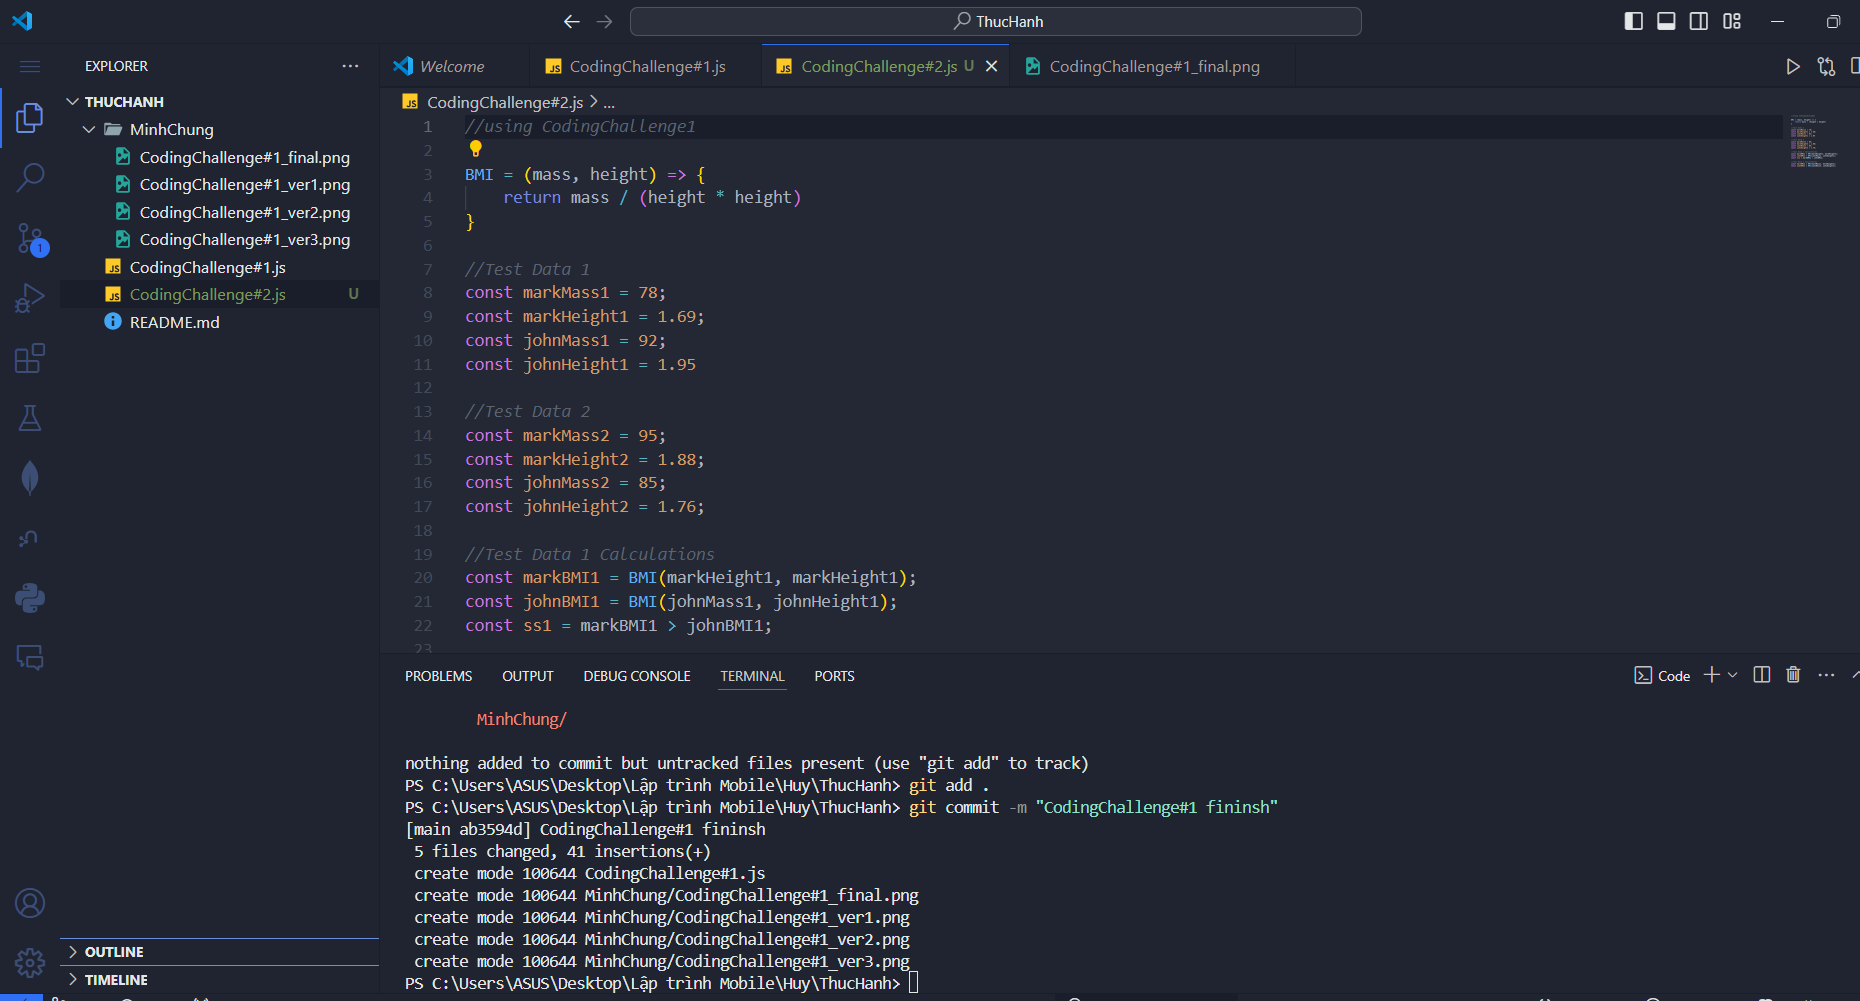 ThucHanh
EXPLORER
Welcome
CodingChallenge#1.js
CodingChallenge#2.js U
CodingChallenge#1_final.png
THUCHANH
MinhChung
CodingChallenge#1_final.png
CodingChallenge#1_ver1.png
CodingChallenge#1_ver2.png
CodingChallenge#1_ver3.png
CodingChallenge#1.js
CodingChallenge#2.js U
README.md
1
OUTLINE
TIMELINE
CodingChallenge#2.js > ...
1 //using CodingChallenge1
2
3 BMI = (mass, height) => {
4 return mass / (height * height)
5 }
6
7 //Test Data 1
8 const markMass1 = 78;
9 const markHeight1 = 1.69;
10 const johnMass1 = 92;
11 const johnHeight1 = 1.95
12
13 //Test Data 2
14 const markMass2 = 95;
15 const markHeight2 = 1.88;
16 const johnMass2 = 85;
17 const johnHeight2 = 1.76;
18
19 //Test Data 1 Calculations
20 const markBMI1 = BMI(markHeight1, markHeight1);
21 const johnBMI1 = BMI(johnMass1, johnHeight1);
22 const ss1 = markBMI1 > johnBMI1;
23
PROBLEMS OUTPUT DEBUG CONSOLE TERMINAL PORTS
Code
MinhChung/
nothing added to commit but untracked files present (use "git add" to track)
PS C:\Users\ASUS\Desktop\Lập trình Mobile\Huy\ThucHanh> git add .
PS C:\Users\ASUS\Desktop\Lập trình Mobile\Huy\ThucHanh> git commit -m "CodingChallenge#1 fininsh"
[main ab3594d] CodingChallenge#1 fininsh
5 files changed, 41 insertions(+)
create mode 100644 CodingChallenge#1.js
create mode 100644 MinhChung/CodingChallenge#1_final.png
create mode 100644 MinhChung/CodingChallenge#1_ver1.png
create mode 100644 MinhChung/CodingChallenge#1_ver2.png
create mode 100644 MinhChung/CodingChallenge#1_ver3.png
PS C:\Users\ASUS\Desktop\Lập trình Mobile\Huy\ThucHanh>